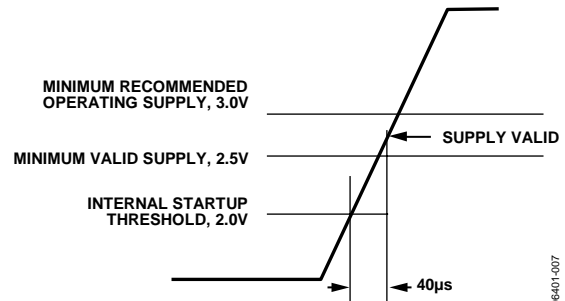 MINIMUM RECOMMENDED
OPERATING SUPPLY, 3.0V
SUPPLY VALID
MINIMUM VALID SUPPLY, 2.5V
INTERNAL STARTUP
THRESHOLD, 2.0V
40µs
6401-007